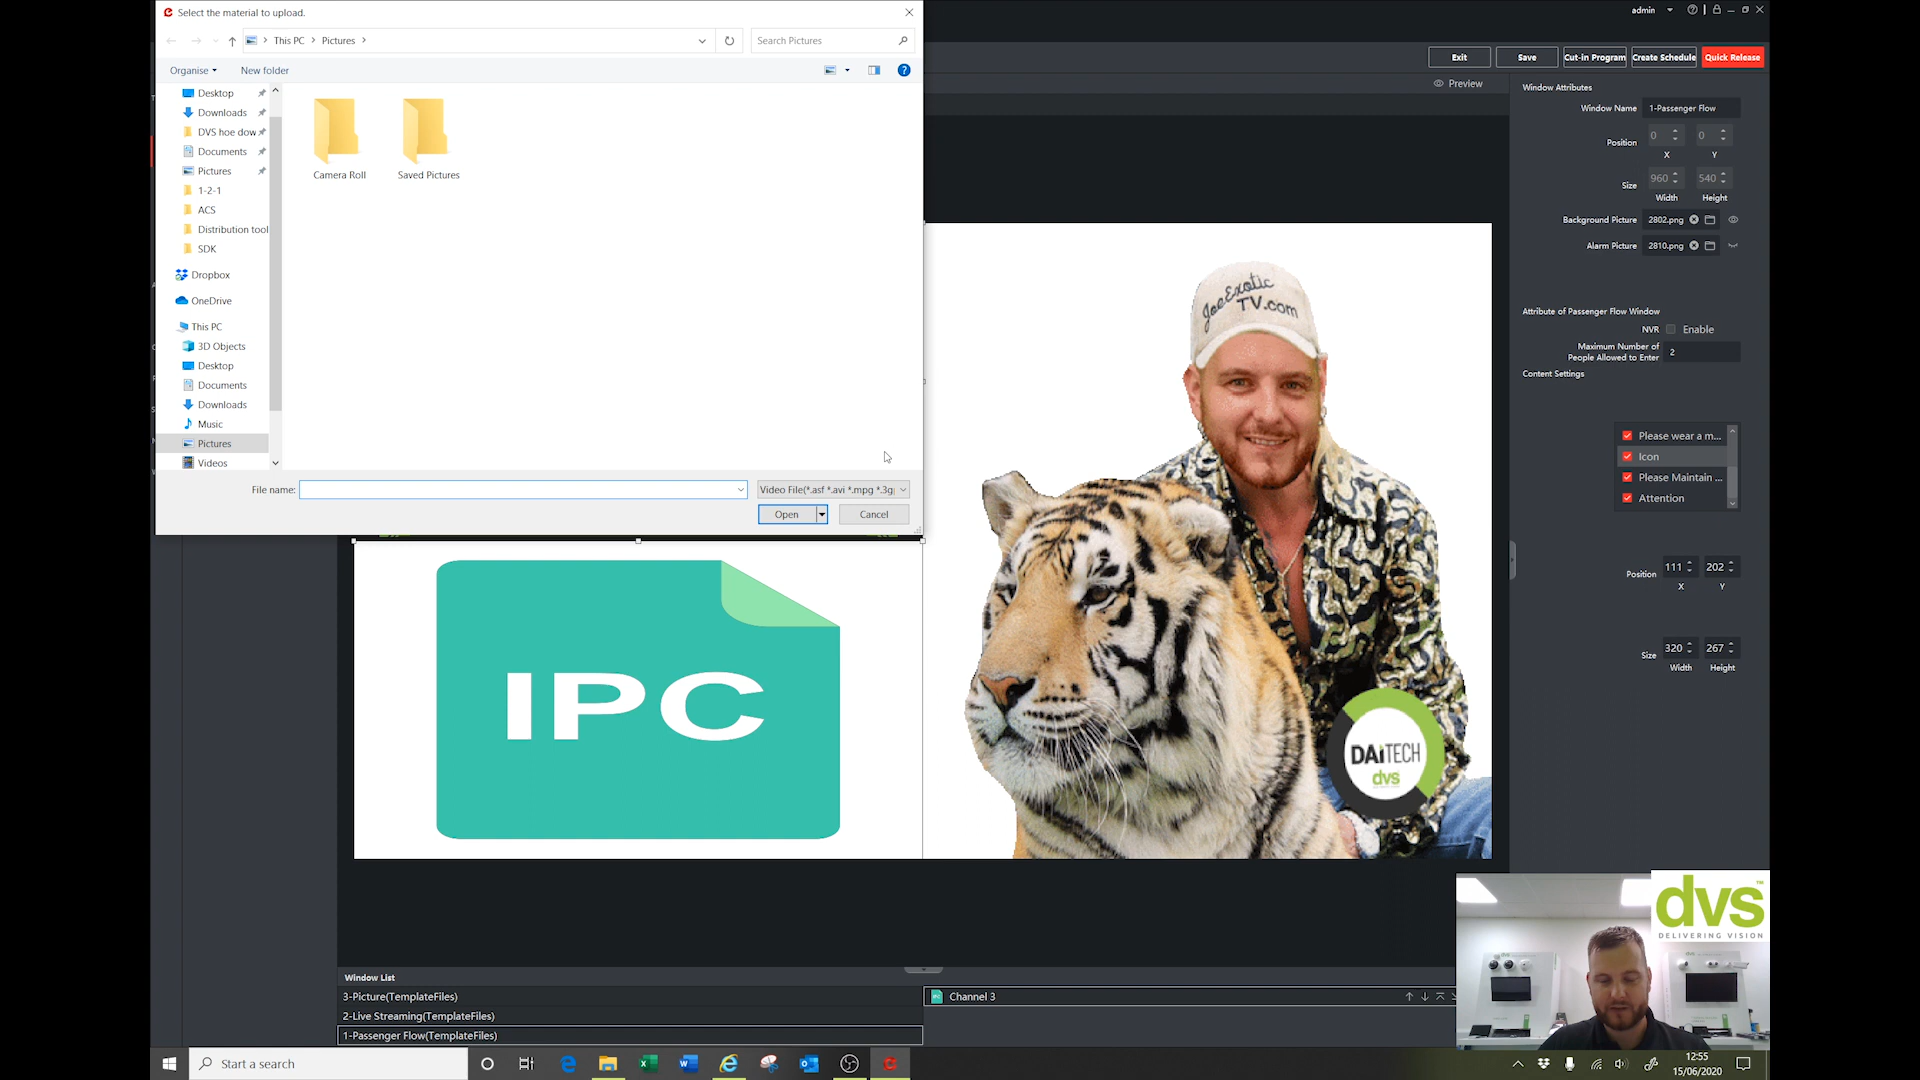 Select the material to upload.
This PC
Pictures
Search Pictures
Organise
New folder
Desktop
Downloads
DVS hoe dow
Documents
Pictures
1-2-1
ACS
Distribution tool
SDK
Dropbox
OneDrive
This PC
3D Objects
Desktop
Documents
Downloads
Music
Pictures
Videos
Camera Roll
Saved Pictures
File name:
Video File(*.asf *.avi *.mpg *.3g
Open
Cancel
admin
Exit
Save
Cut-in Program
Create Schedule
Quick Release
Preview
Window Attributes
Window Name 1-Passenger Flow
Position 0 0
X Y
Size 960 540
Width Height
Background Picture 2802.png
Alarm Picture 2810.png
Attribute of Passenger Flow Window
NVR Enable
Maximum Number of
People Allowed to Enter 2
Content Settings
Please wear a m...
Icon
Please Maintain ...
Attention
Position 111 202
X Y
Size 320 267
Width Height
JoeExotic
TV.com
IPC
DAiTECH
dvs
Window List
3-Picture(TemplateFiles)
2-Live Streaming(TemplateFiles)
1-Passenger Flow(TemplateFiles)
IPC
Channel 3
dvs™
DELIVERING VISION
Start a search
12:55
15/06/2020